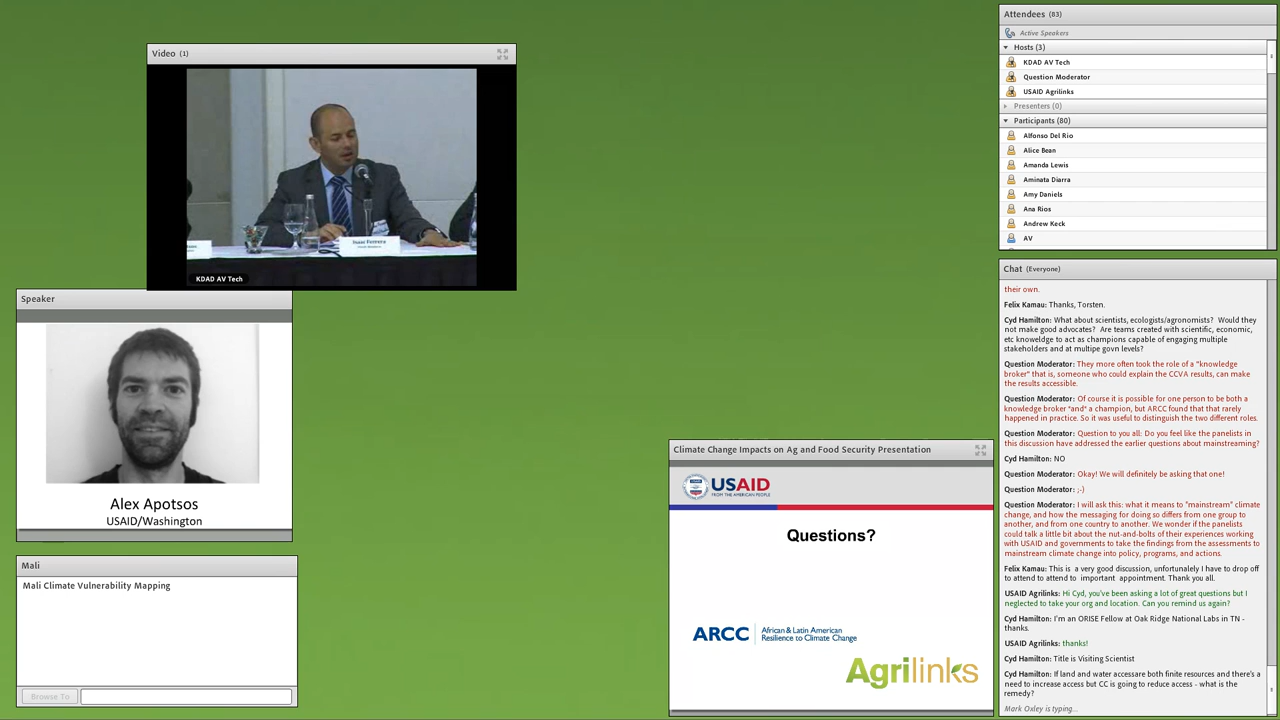 Video (1)
Isaac Ferrera
KDAD AV Tech
Speaker
Alex Apotsos
USAID/Washington
Mali
Mali Climate Vulnerability Mapping
Browse To
Climate Change Impacts on Ag and Food Security Presentation
USAID
FROM THE AMERICAN PEOPLE
Questions?
ARCC
African & Latin American
Resilience to Climate Change
Agrilinks
Attendees (83)
Active Speakers
Hosts (3)
KDAD AV Tech
Question Moderator
USAID Agrilinks
Presenters (0)
Participants (80)
Alfonso Del Rio
Alice Bean
Amanda Lewis
Aminata Diarra
Amy Daniels
Ana Rios
Andrew Keck
AV
Chat (Everyone)
their own.
Felix Kamau: Thanks, Torsten.
Cyd Hamilton: What about scientists, ecologists/agronomists? Would they
not make good advocates? Are teams created with scientific, economic,
etc knoweldge to act as champions capable of engaging multiple
stakeholders and at multipe govn levels?
Question Moderator: They more often took the role of a "knowledge
broker" that is, someone who could explain the CCVA results, can make
the results accessible.
Question Moderator: Of course it is possible for one person to be both a
knowledge broker *and* a champion, but ARCC found that that rarely
happened in practice. So it was useful to distinguish the two different roles.
Question Moderator: Question to you all: Do you feel like the panelists in
this discussion have addressed the earlier questions about mainstreaming?
Cyd Hamilton: NO
Question Moderator: Okay! We will definitely be asking that one!
Question Moderator: ;-)
Question Moderator: I will ask this: what it means to "mainstream" climate
change, and how the messaging for doing so differs from one group to
another, and from one country to another. We wonder if the panelists
could talk a little bit about the nut-and-bolts of their experiences working
with USAID and governments to take the findings from the assessments to
mainstream climate change into policy, programs, and actions.
Felix Kamau: This is a very good discussion, unfortunately I have to drop off
to attend to attend to important appointment. Thank you all.
USAID Agrilinks: Hi Cyd, you've been asking a lot of great questions but I
neglected to take your org and location. Can you remind us again?
Cyd Hamilton: I'm an ORISE Fellow at Oak Ridge National Labs in TN -
thanks.
USAID Agrilinks: thanks!
Cyd Hamilton: Title is Visiting Scientist
Cyd Hamilton: If land and water accessare both finite resources and there's a
need to increase access but CC is going to reduce access - what is the
remedy?
Mark Oxley is typing...